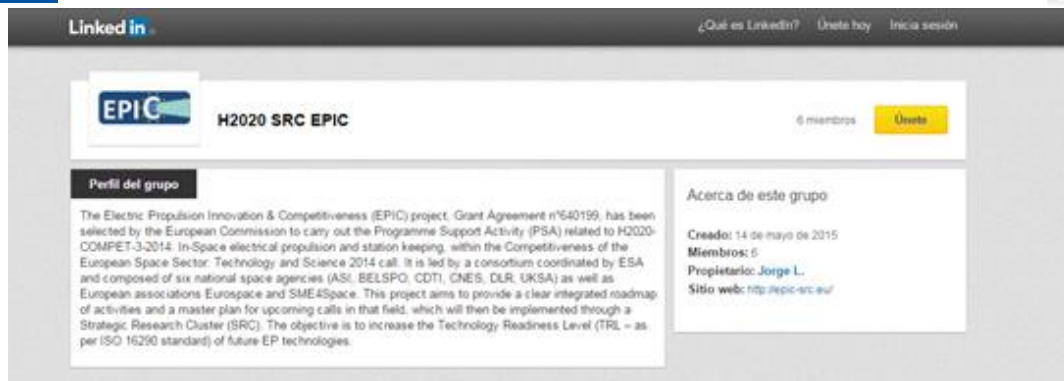 Linked in
¿Qué es LinkedIn? Únete hoy Inicia sesión
EPIC
H2020 SRC EPIC
6 miembros
Únete
Perfil del grupo
The Electric Propulsion Innovation & Competitiveness (EPIC) project, Grant Agreement nº640199, has been
selected by the European Commission to carry out the Programme Support Activity (PSA) related to H2020-
COMPET-3-2014. In-Space electrical propulsion and station keeping, within the Competitiveness of the
European Space Sector: Technology and Science 2014 call. It is led by a consortium coordinated by ESA
and composed of six national space agencies (ASI, BELSPO, CDTI, CNES, DLR, UKSA) as well as
European associations Eurospace and SME4Space. This project aims to provide a clear integrated roadmap
of activities and a master plan for upcoming calls in that field, which will then be implemented through a
Strategic Research Cluster (SRC). The objective is to increase the Technology Readiness Level (TRL – as
per ISO 16290 standard) of future EP technologies.
Acerca de este grupo
Creado: 14 de mayo de 2015
Miembros: 6
Propietario: Jorge L.
Sitio web: http://epic-src.eu/